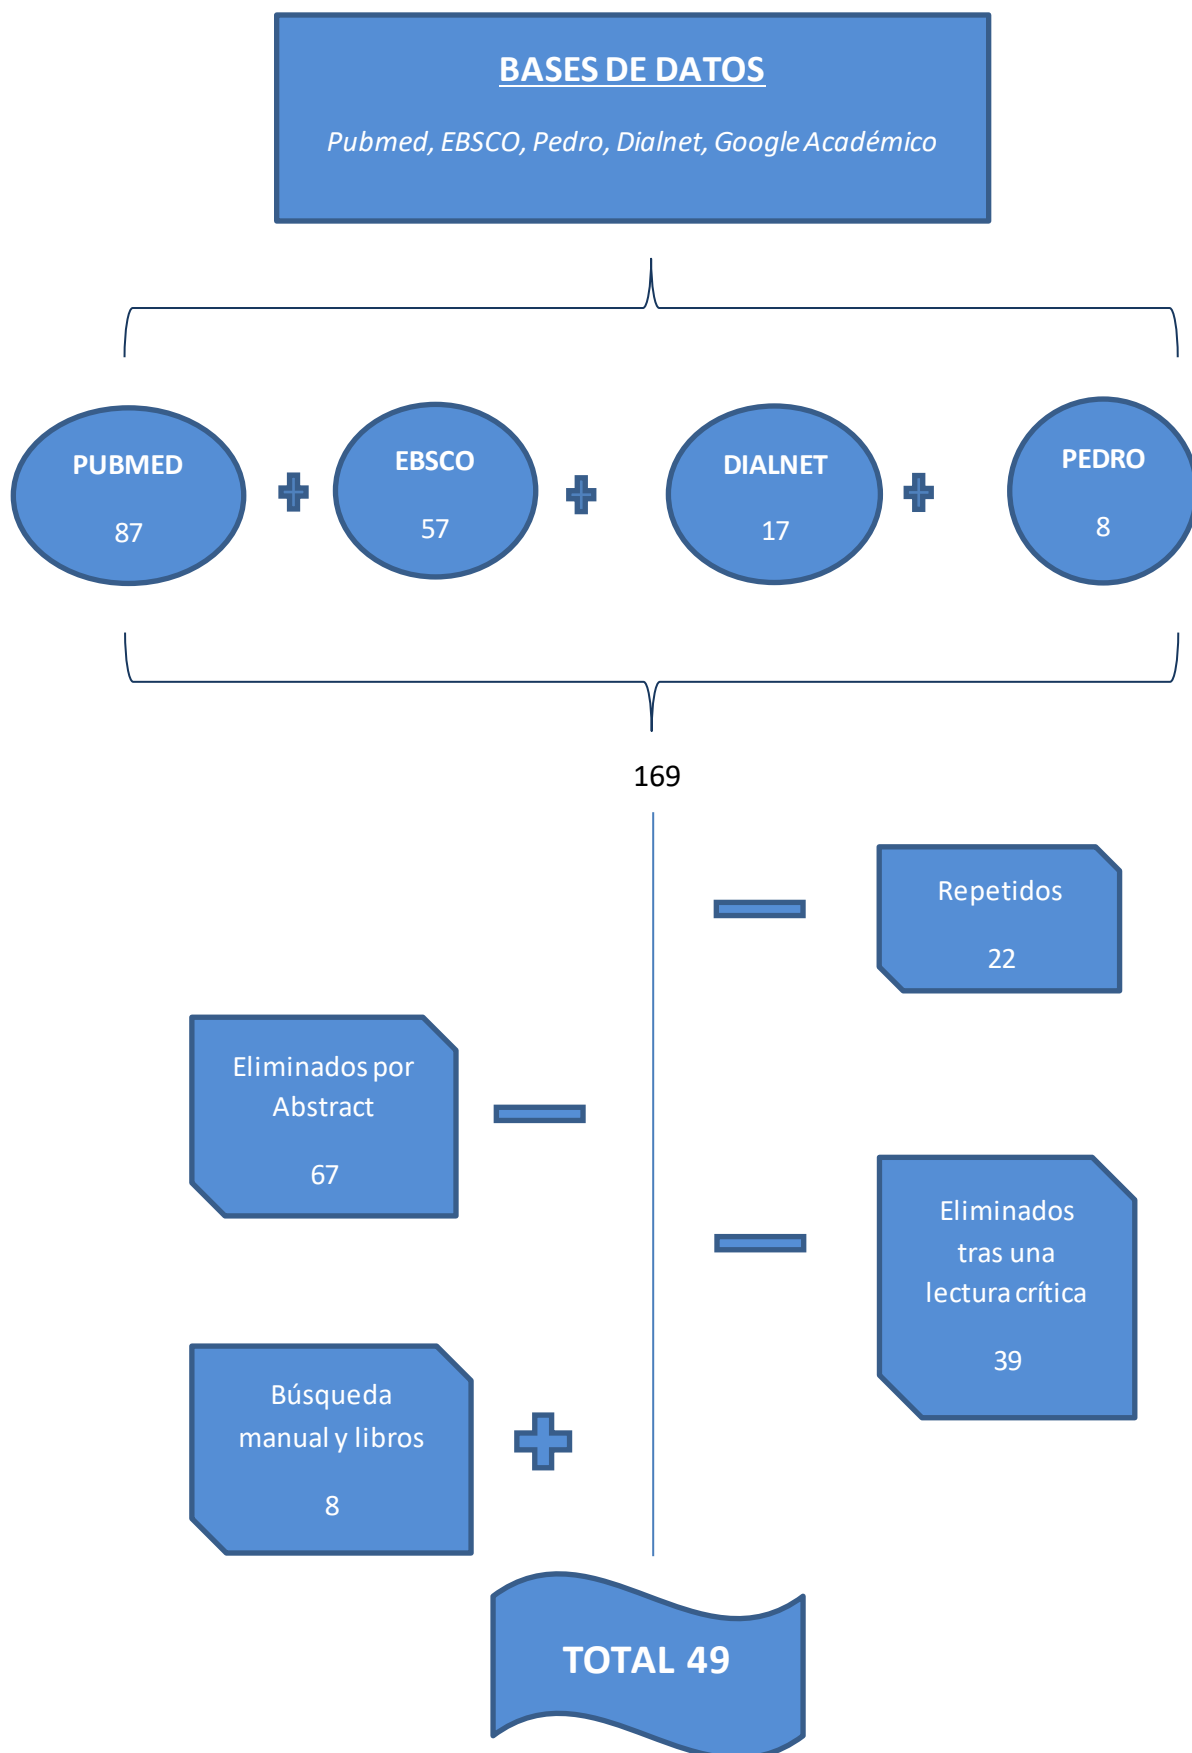 BASES DE DATOS
Pubmed, EBSCO, Pedro, Dialnet, Google Académico
PUBMED
87
EBSCO
57
DIALNET
17
PEDRO
8
169
Repetidos
22
Eliminados por
Abstract
67
Eliminados
tras una
lectura crítica
39
Búsqueda
manual y libros
8
TOTAL 49